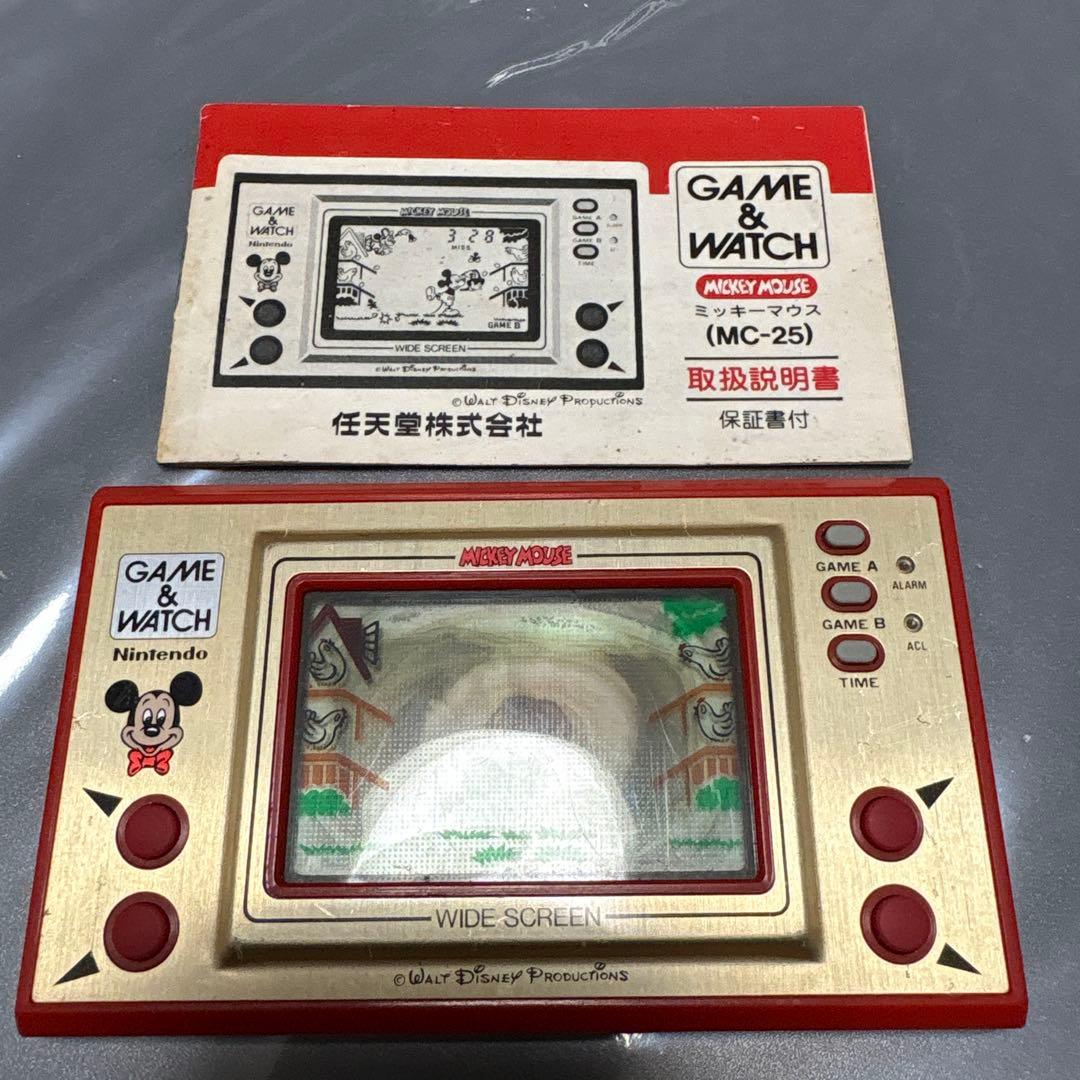 GAME
&
WATCH
Nintendo
MICKEY MOUSE
3 28
MISS
GAME A
GAME B
TIME
GAME B
WIDE SCREEN
©WALT DISNEY PRODUCTIONS
©WALT DISNEY PRODUCTIONS
任天堂株式会社
GAME
&
WATCH
MICKEY MOUSE
ミッキーマウス
(MC-25)
取扱説明書
保証書付
GAME
&
WATCH
Nintendo
MICKEY MOUSE
GAME A
ALARM
GAME B
ACL
TIME
WIDE SCREEN
©WALT DISNEY PRODUCTIONS